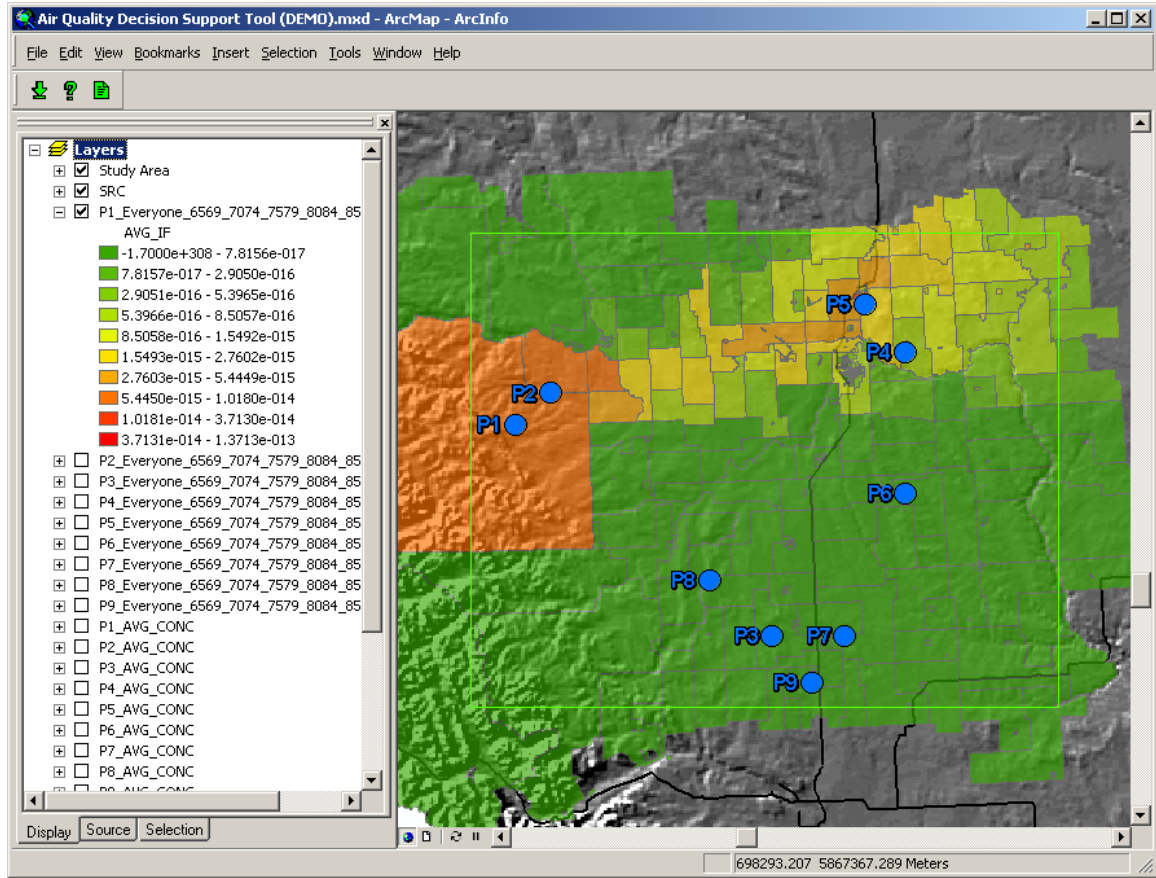 Air Quality Decision Support Tool (DEMO).mxd - ArcMap - ArcInfo
File Edit View Bookmarks Insert Selection Tools Window Help
Layers
Study Area
SRC
P1_Everyone_6569_7074_7579_8084_85
AVG_IF
-1.7000e+308 - 7.8156e-017
7.8157e-017 - 2.9050e-016
2.9051e-016 - 5.3965e-016
5.3966e-016 - 8.5057e-016
8.5058e-016 - 1.5492e-015
1.5493e-015 - 2.7602e-015
2.7603e-015 - 5.4449e-015
5.4450e-015 - 1.0180e-014
1.0181e-014 - 3.7130e-014
3.7131e-014 - 1.3713e-013
P2_Everyone_6569_7074_7579_8084_85
P3_Everyone_6569_7074_7579_8084_85
P4_Everyone_6569_7074_7579_8084_85
P5_Everyone_6569_7074_7579_8084_85
P6_Everyone_6569_7074_7579_8084_85
P7_Everyone_6569_7074_7579_8084_85
P8_Everyone_6569_7074_7579_8084_85
P9_Everyone_6569_7074_7579_8084_85
P1_AVG_CONC
P2_AVG_CONC
P3_AVG_CONC
P4_AVG_CONC
P5_AVG_CONC
P6_AVG_CONC
P7_AVG_CONC
P8_AVG_CONC
Display Source Selection
P5
P4
P2
P1
P6
P8
P3 P7
P9
698293.207 5867367.289 Meters